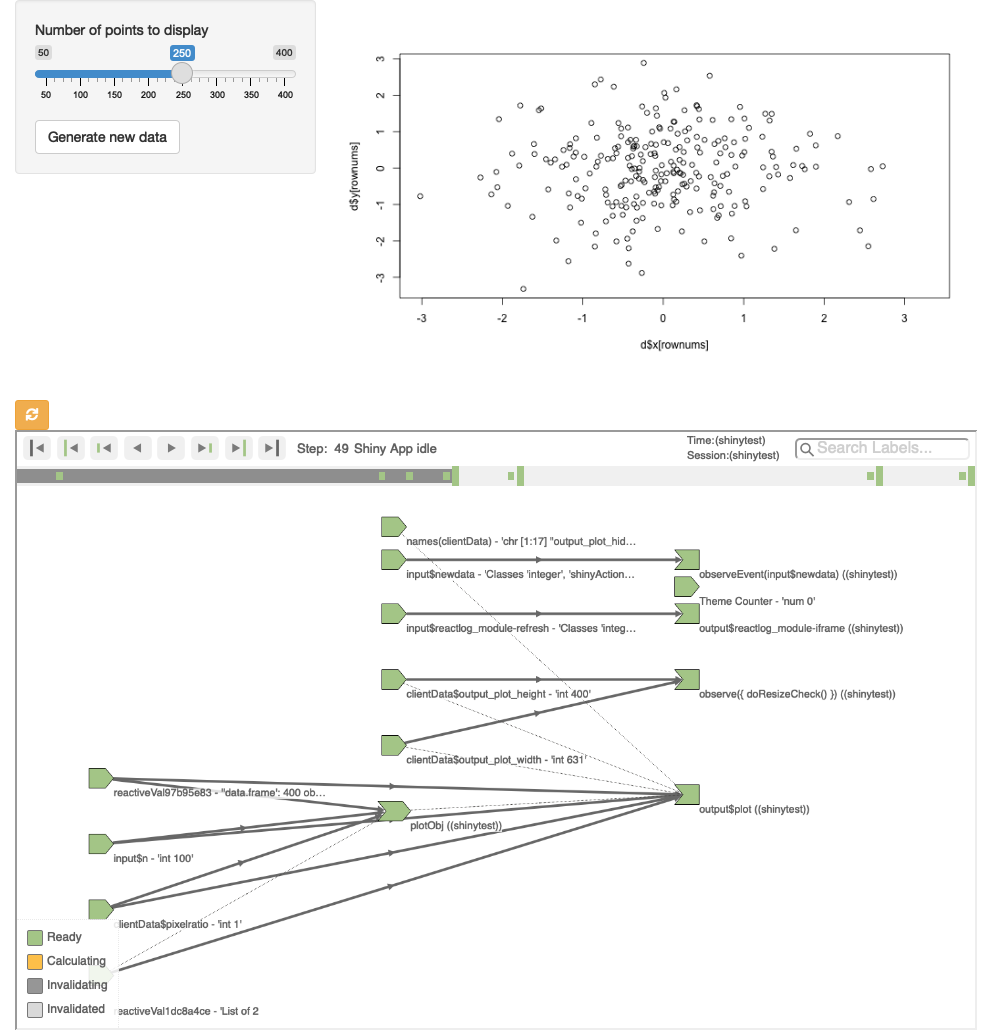 Number of points to display
50 250 400
50 100 150 200 250 300 350 400
Generate new data
d$y[rownums]
3
2
1
0
-1
-2
-3
-3 -2 -1 0 1 2 3
d$x[rownums]
Step: 49 Shiny App idle
Time:(shinytest)
Session:(shinytest)
Search Labels...
names(clientData) - 'chr [1:17] "output_plot_hid...
input$newdata - 'Classes 'integer', 'shinyAction...
observeEvent(input$newdata) ((shinytest))
Theme Counter - 'num 0'
input$reactlog_module-refresh - 'Classes 'integ...
output$reactlog_module-iframe ((shinytest))
clientData$output_plot_height - 'int 400'
observe({ doResizeCheck() }) ((shinytest))
clientData$output_plot_width - 'int 631'
reactiveVal97b95e83 - ''data.frame': 400 ob...
output$plot ((shinytest))
plotObj ((shinytest))
input$n - 'int 100'
clientData$pixelratio - 'int 1'
Ready
Calculating
Invalidating
Invalidated
eactiveVal1dc8a4ce - 'List of 2